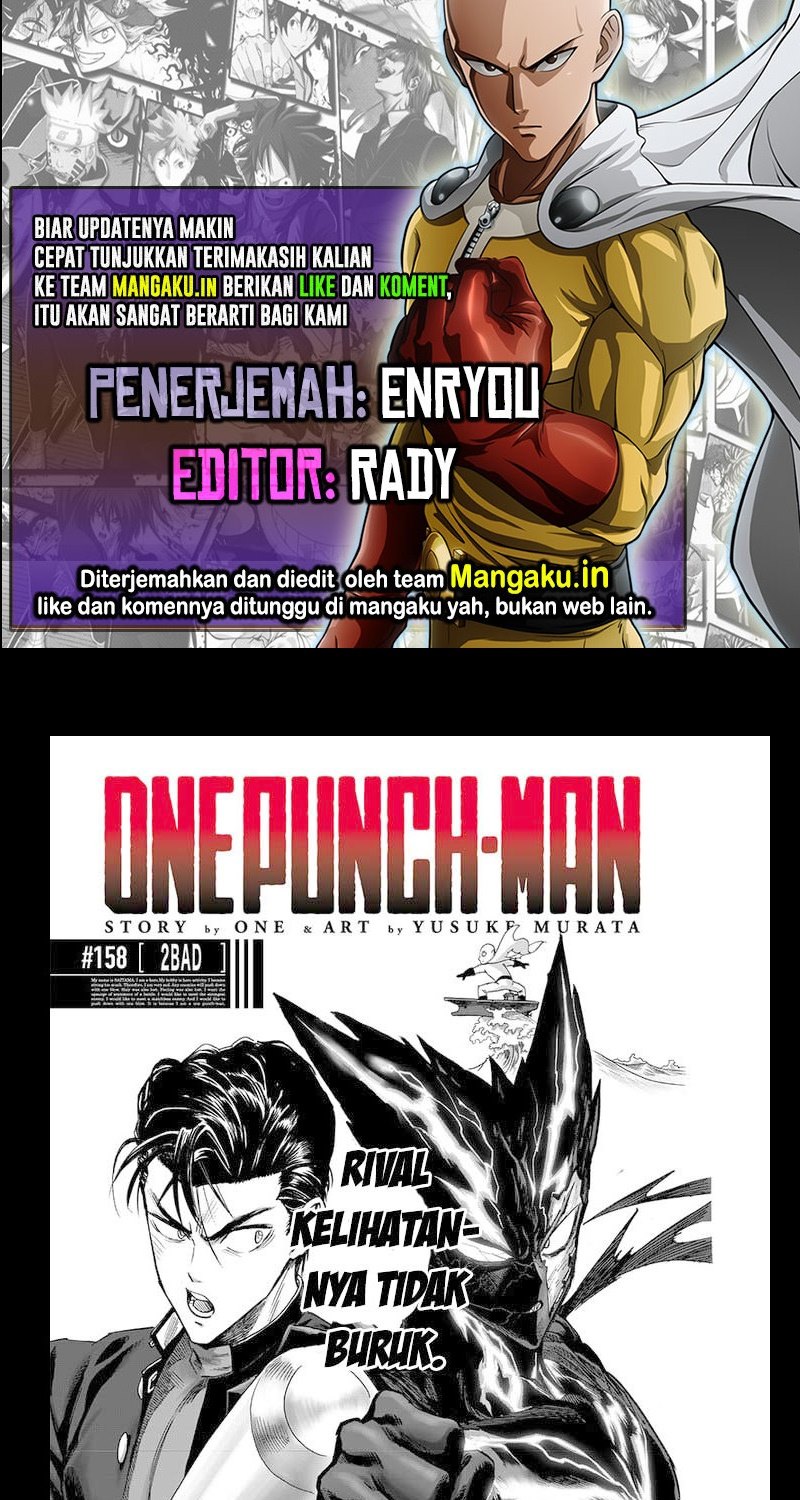 BIAR UPDATENYA MAKIN
CEPAT TUNJUKKAN TERIMAKASIH KALIAN
KE TEAM MANGAKU.IN BERIKAN LIKE DAN KOMENT,
ITU AKAN SANGAT BERARTI BAGI KAMI
PENERJEMAH: ENRYOU
EDITOR: RADY
Diterjemahkan dan diedit oleh team Mangaku.in
like dan komennya ditunggu di mangaku yah, bukan web lain.
ONE PUNCH-MAN
STORY by ONE & ART by YUSUKE MURATA
#158 [ 2BAD ]
RIVAL
KELIHATAN-
NYA TIDAK
BURUK.